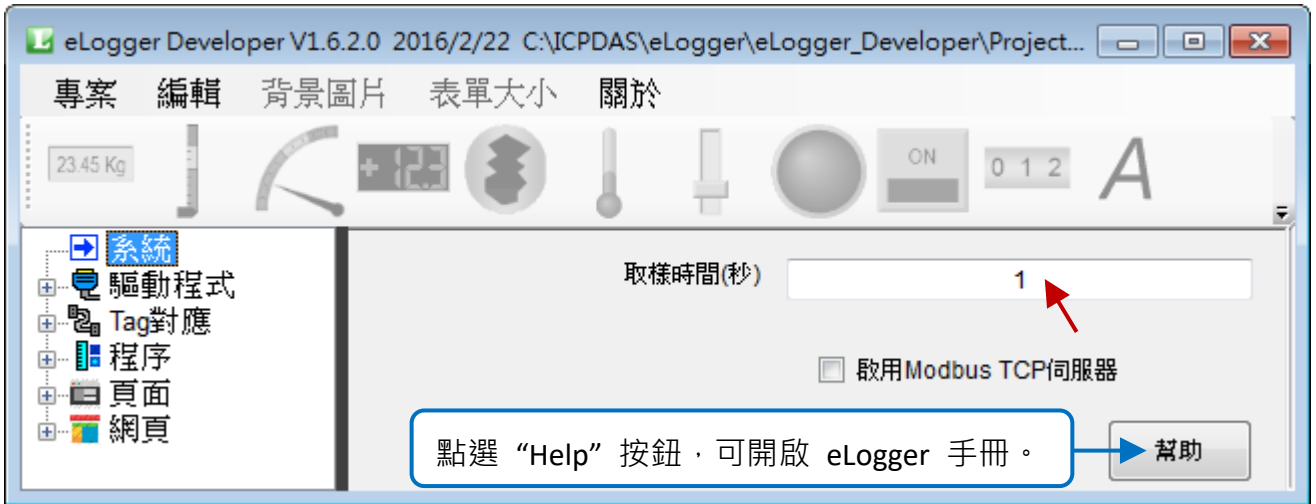 eLogger Developer V1.6.2.0 2016/2/22 C:\ICPDAS\eLogger\eLogger_Developer\Project...
專案 編輯 背景圖片 表單大小 關於
23.45 Kg
+12.3
ON
0 1 2
A
系統
驅動程式
Tag對應
程序
頁面
網頁
取樣時間(秒)
1
啟用Modbus TCP伺服器
點選 “Help” 按鈕，可開啟 eLogger 手冊。
幫助